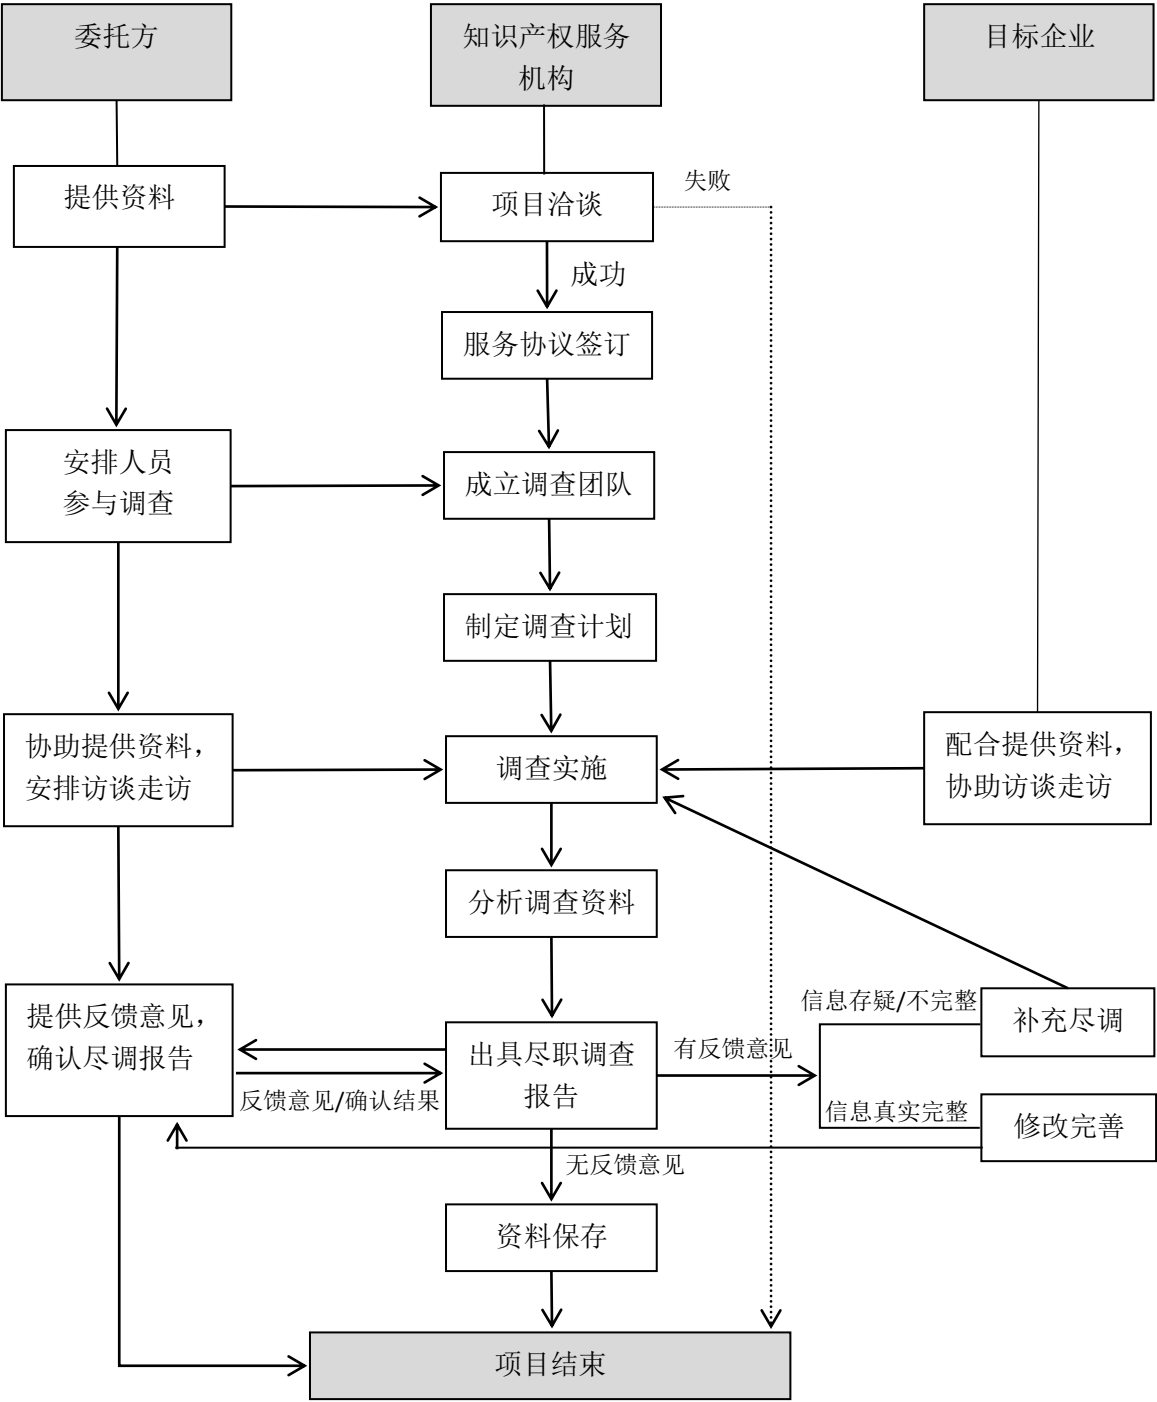 委托方
知识产权服务
机构
目标企业
提供资料
项目洽谈
失败
成功
服务协议签订
安排人员
参与调查
成立调查团队
制定调查计划
协助提供资料，
安排访谈走访
调查实施
配合提供资料，
协助访谈走访
分析调查资料
提供反馈意见，
确认尽调报告
反馈意见/确认结果
出具尽职调查
报告
有反馈意见
信息存疑/不完整
补充尽调
信息真实完整
修改完善
无反馈意见
资料保存
项目结束